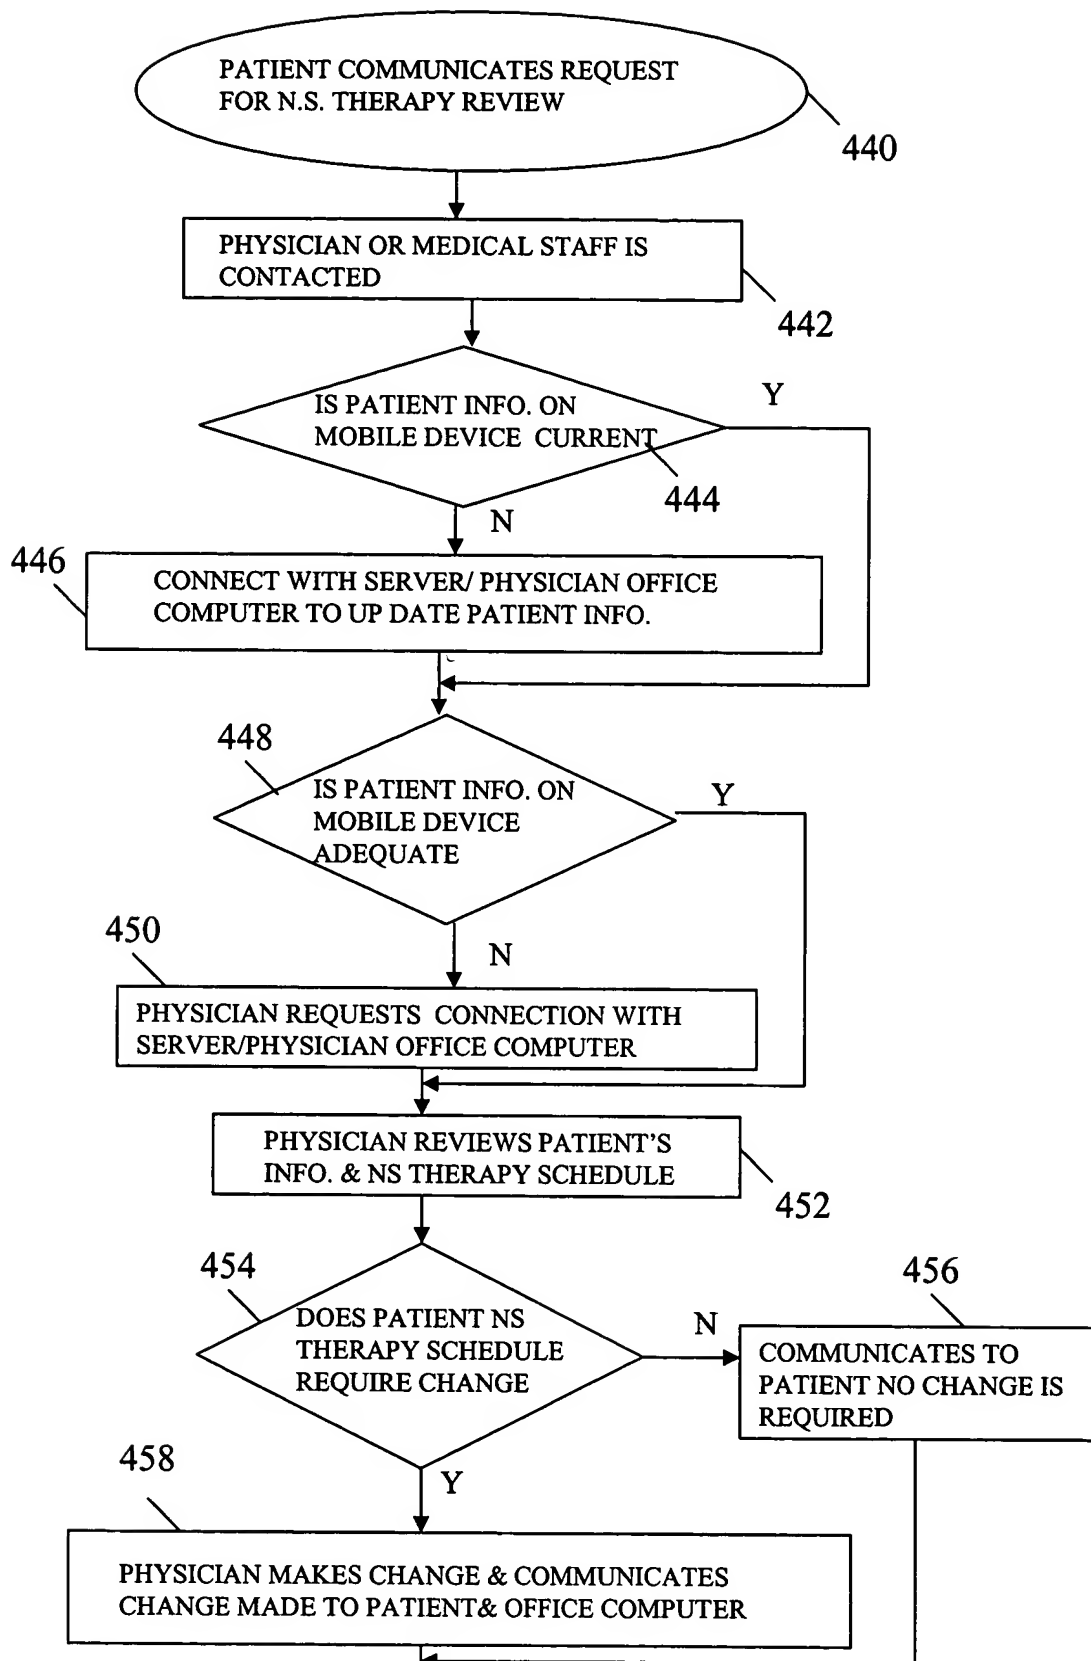 PATIENT COMMUNICATES REQUEST
FOR N.S. THERAPY REVIEW
440
PHYSICIAN OR MEDICAL STAFF IS
CONTACTED
442
IS PATIENT INFO. ON
MOBILE DEVICE CURRENT
Y
444
N
446
CONNECT WITH SERVER/ PHYSICIAN OFFICE
COMPUTER TO UP DATE PATIENT INFO.
448
IS PATIENT INFO. ON
MOBILE DEVICE
ADEQUATE
Y
N
450
PHYSICIAN REQUESTS CONNECTION WITH
SERVER/PHYSICIAN OFFICE COMPUTER
PHYSICIAN REVIEWS PATIENT'S
INFO. & NS THERAPY SCHEDULE
452
454
DOES PATIENT NS
THERAPY SCHEDULE
REQUIRE CHANGE
N
456
COMMUNICATES TO
PATIENT NO CHANGE IS
REQUIRED
Y
458
PHYSICIAN MAKES CHANGE & COMMUNICATES
CHANGE MADE TO PATIENT& OFFICE COMPUTER